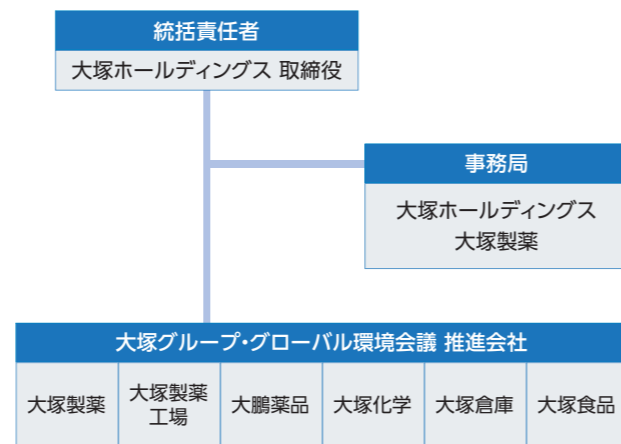 統括責任者
大塚ホールディングス 取締役
事務局
大塚ホールディングス
大塚製薬
大塚グループ・グローバル環境会議 推進会社
大塚製薬
大塚製薬
工場
大鵬薬品
大塚化学
大塚倉庫
大塚食品